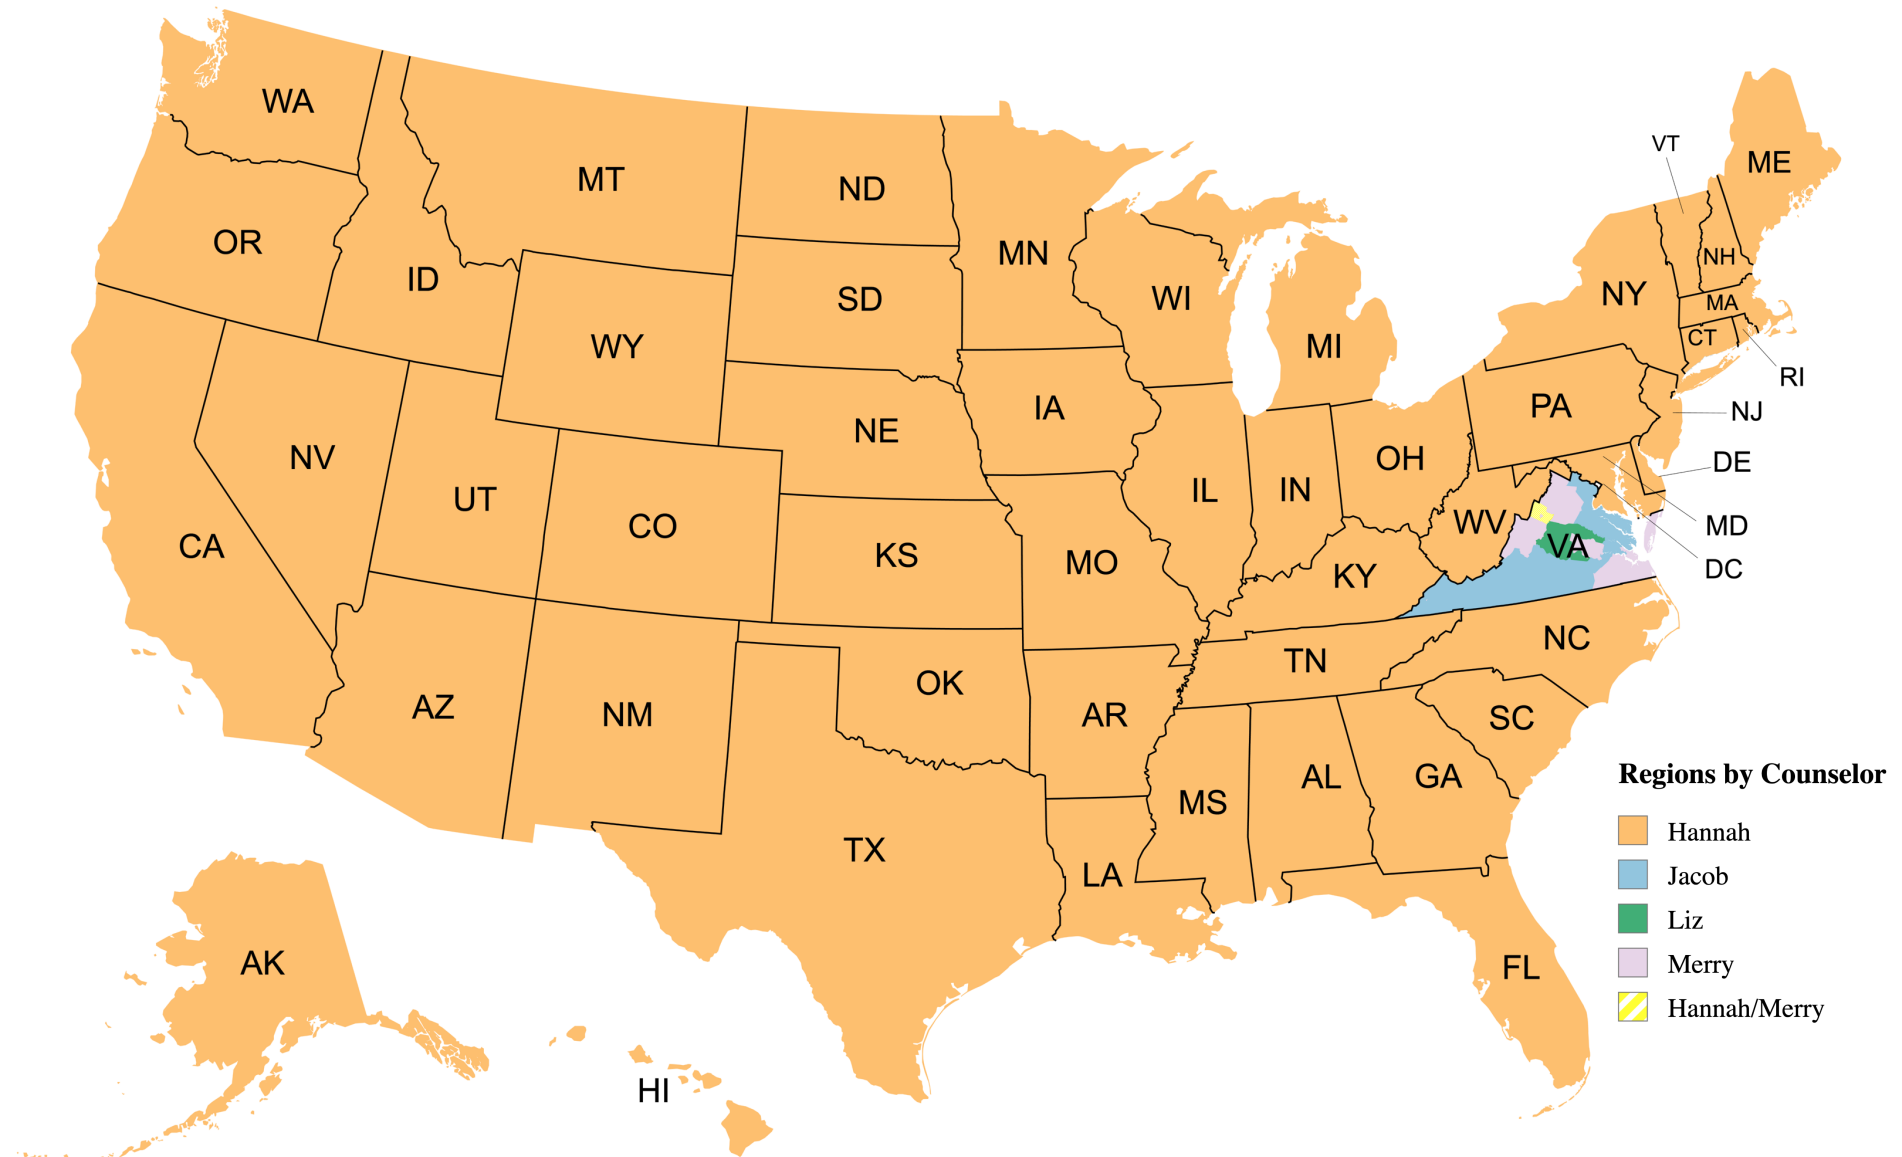 WA
MT
ND
MN
VT
ME
OR
ID
SD
WI
MI
NY
NH
MA
CT
RI
WY
NE
IA
PA
NJ
NV
UT
CO
KS
IL
IN
OH
DE
CA
MO
WV
VA
MD
KY
DC
AZ
NM
OK
AR
TN
NC
SC
TX
LA
MS
AL
GA
FL
AK
HI
Regions by Counselor
Hannah
Jacob
Liz
Merry
Hannah/Merry